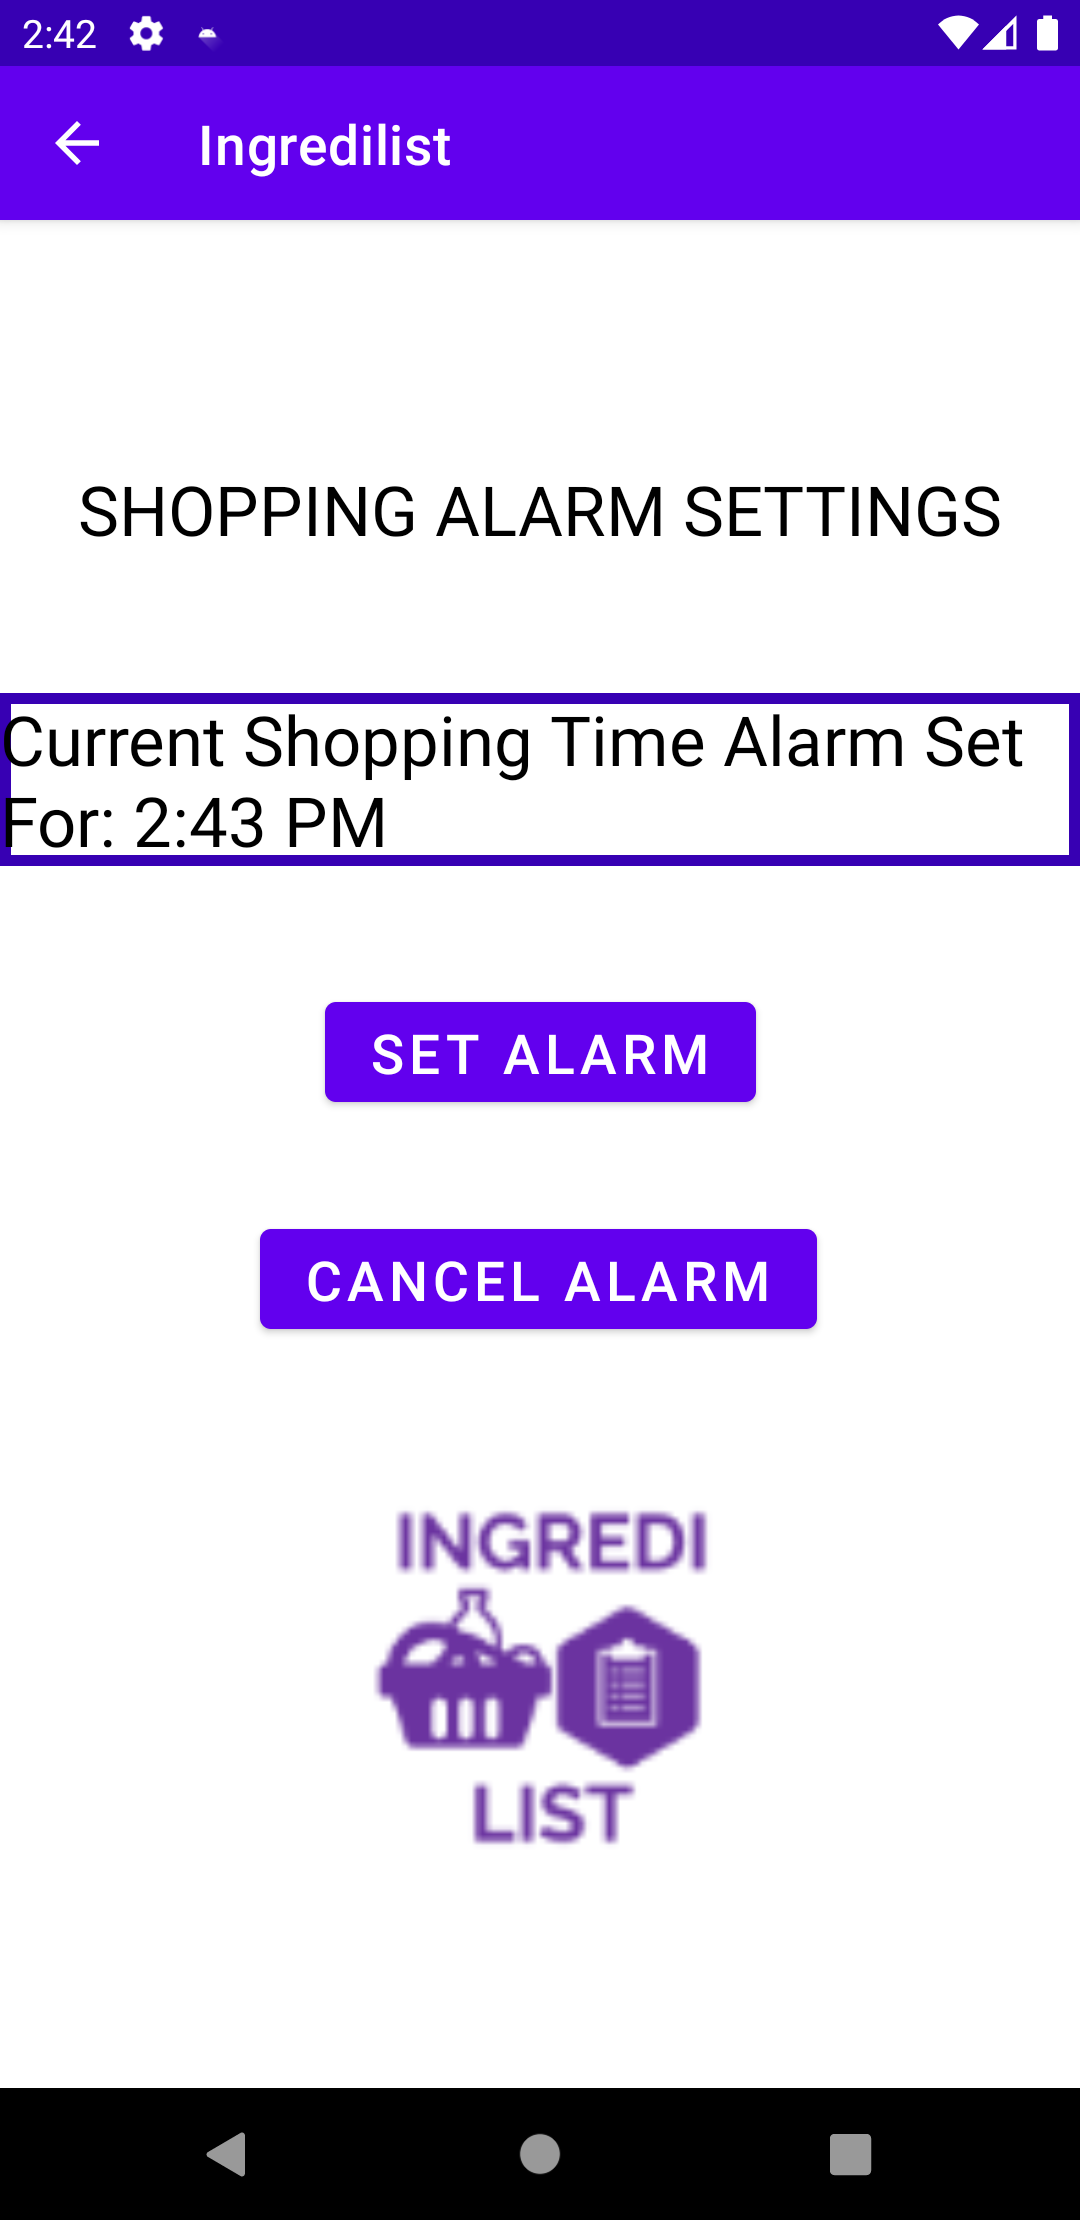 2:42
Ingredilist
SHOPPING ALARM SETTINGS
Current Shopping Time Alarm Set
For: 2:43 PM
SET ALARM
CANCEL ALARM
INGREDI
LIST